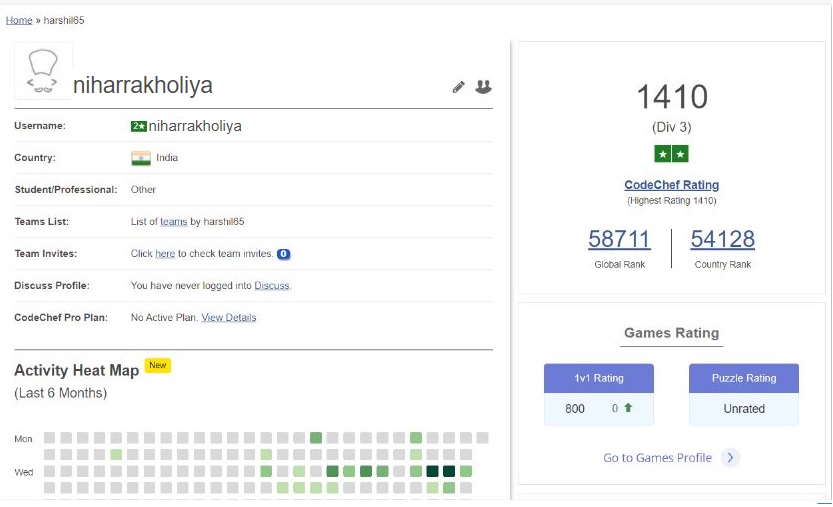 Home » harshil65
niharrakholiya
Username: 2★ niharrakholiya
Country: India
Student/Professional: Other
Teams List: List of teams by harshil65
Team Invites: Click here to check team invites. 0
Discuss Profile: You have never logged into Discuss.
CodeChef Pro Plan: No Active Plan. View Details
Activity Heat Map New
(Last 6 Months)
Mon
Wed
1410
(Div 3)
★★
CodeChef Rating
(Highest Rating 1410)
58711 54128
Global Rank Country Rank
Games Rating
1v1 Rating Puzzle Rating
800 0 Unrated
Go to Games Profile